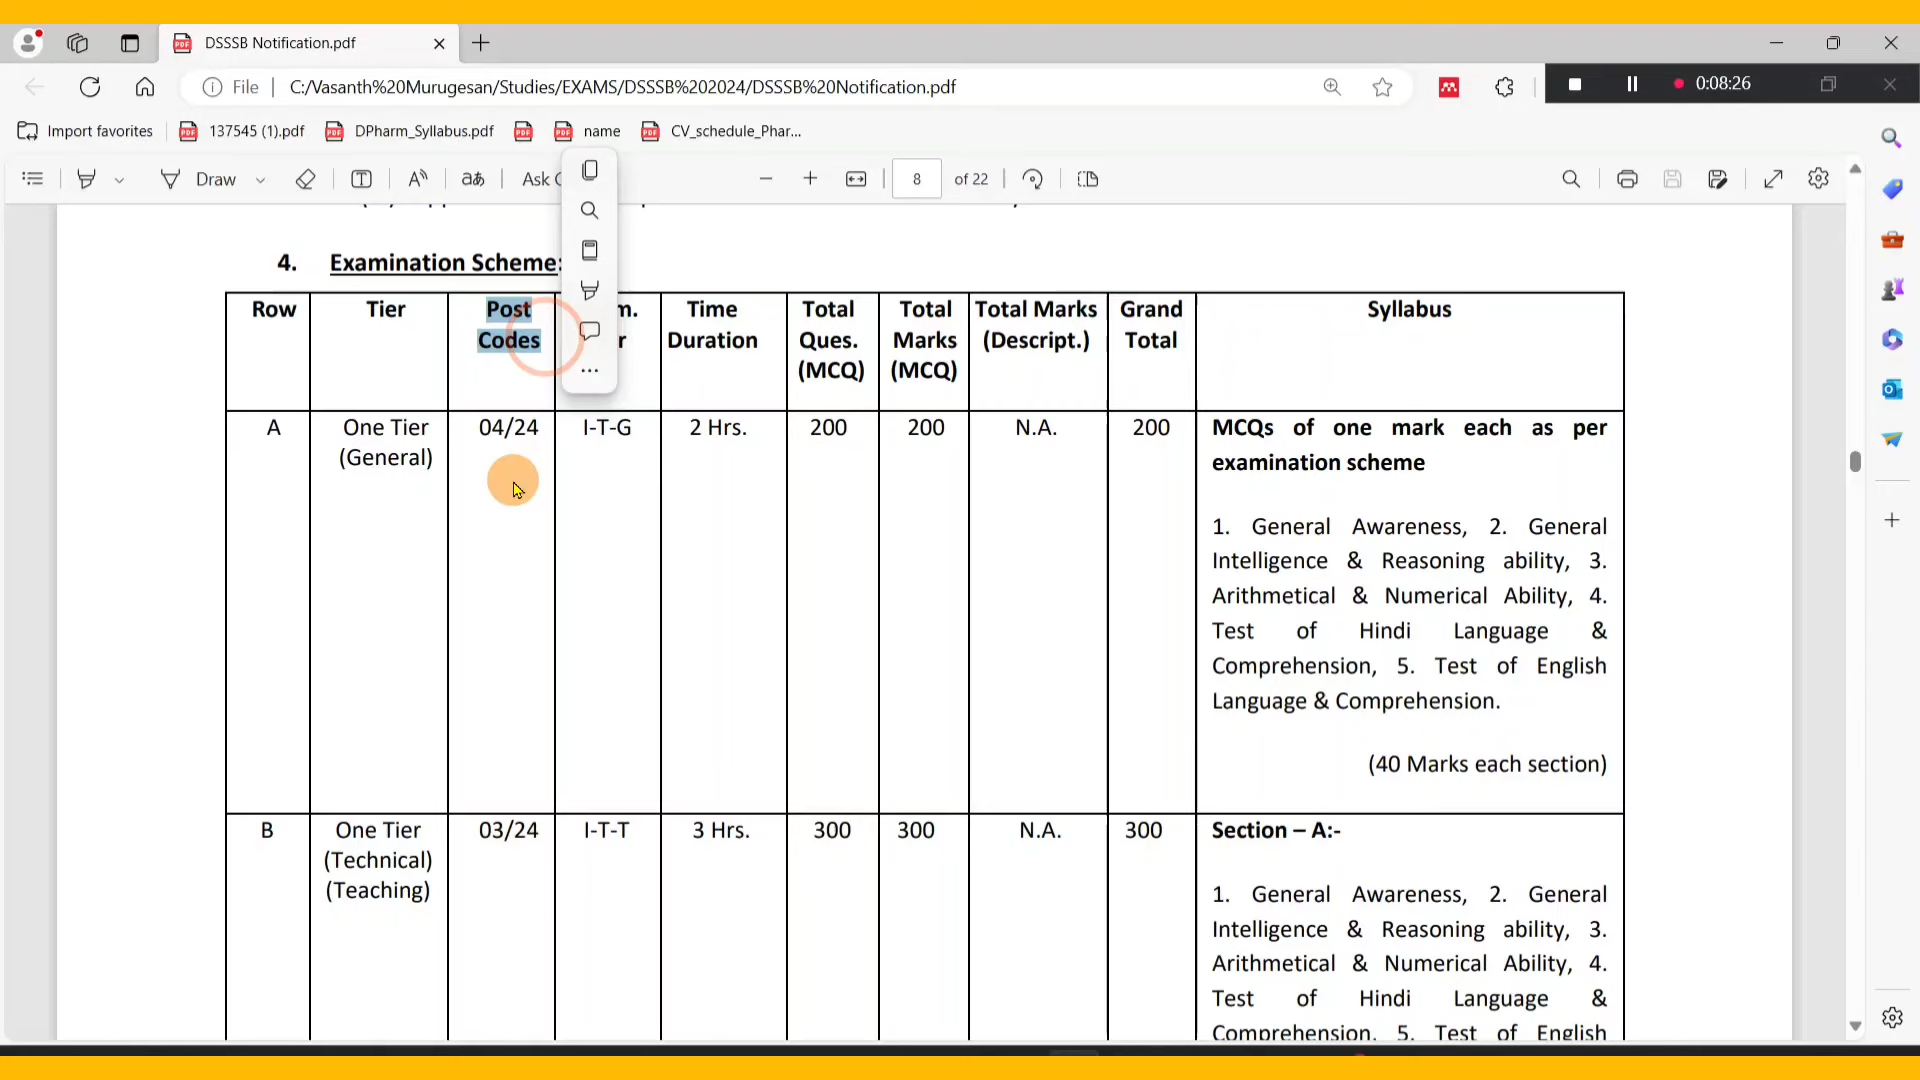 DSSSB Notification.pdf
File
C:/Vasanth%20Murugesan/Studies/EXAMS/DSSSB%202024/DSSSB%20Notification.pdf
0:08:26
Import favorites
137545 (1).pdf
DPharm_Syllabus.pdf
name
CV_schedule_Phar...
Draw
Ask
8
of 22
4. Examination Scheme:
Row
Tier
Post
Codes
Time
Duration
Total
Ques.
(MCQ)
Total
Marks
(MCQ)
Total Marks
(Descript.)
Grand
Total
Syllabus
A
One Tier
(General)
04/24
I-T-G
2 Hrs.
200
200
N.A.
200
MCQs of one mark each as per
examination scheme
1. General Awareness, 2. General
Intelligence & Reasoning ability, 3.
Arithmetical & Numerical Ability, 4.
Test of Hindi Language &
Comprehension, 5. Test of English
Language & Comprehension.
(40 Marks each section)
B
One Tier
(Technical)
(Teaching)
03/24
I-T-T
3 Hrs.
300
300
N.A.
300
Section – A:-
1. General Awareness, 2. General
Intelligence & Reasoning ability, 3.
Arithmetical & Numerical Ability, 4.
Test of Hindi Language &
Comprehension, 5. Test of English